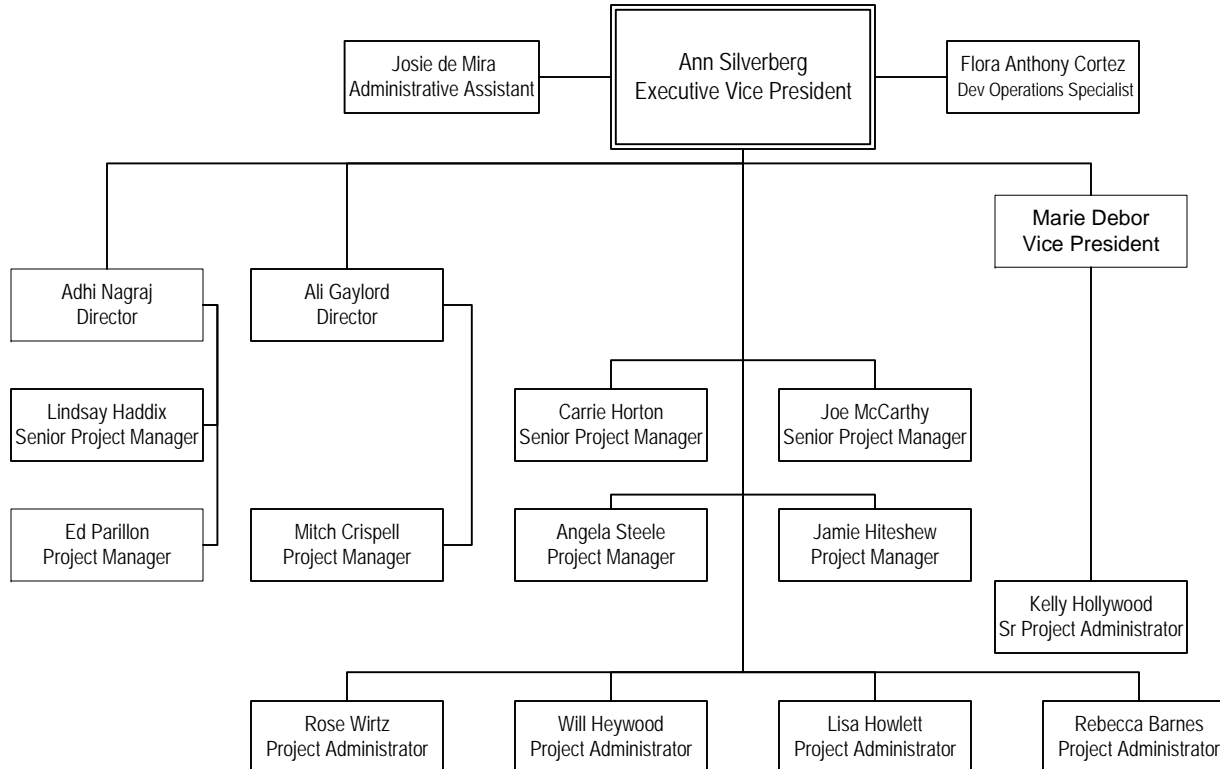 Josie de Mira
Administrative Assistant
Ann Silverberg
Executive Vice President
Flora Anthony Cortez
Dev Operations Specialist
Marie Debor
Vice President
Adhi Nagraj
Director
Ali Gaylord
Director
Lindsay Haddix
Senior Project Manager
Carrie Horton
Senior Project Manager
Joe McCarthy
Senior Project Manager
Ed Parillon
Project Manager
Mitch Crispell
Project Manager
Angela Steele
Project Manager
Jamie Hiteshew
Project Manager
Kelly Hollywood
Sr Project Administrator
Rose Wirtz
Project Administrator
Will Heywood
Project Administrator
Lisa Howlett
Project Administrator
Rebecca Barnes
Project Administrator